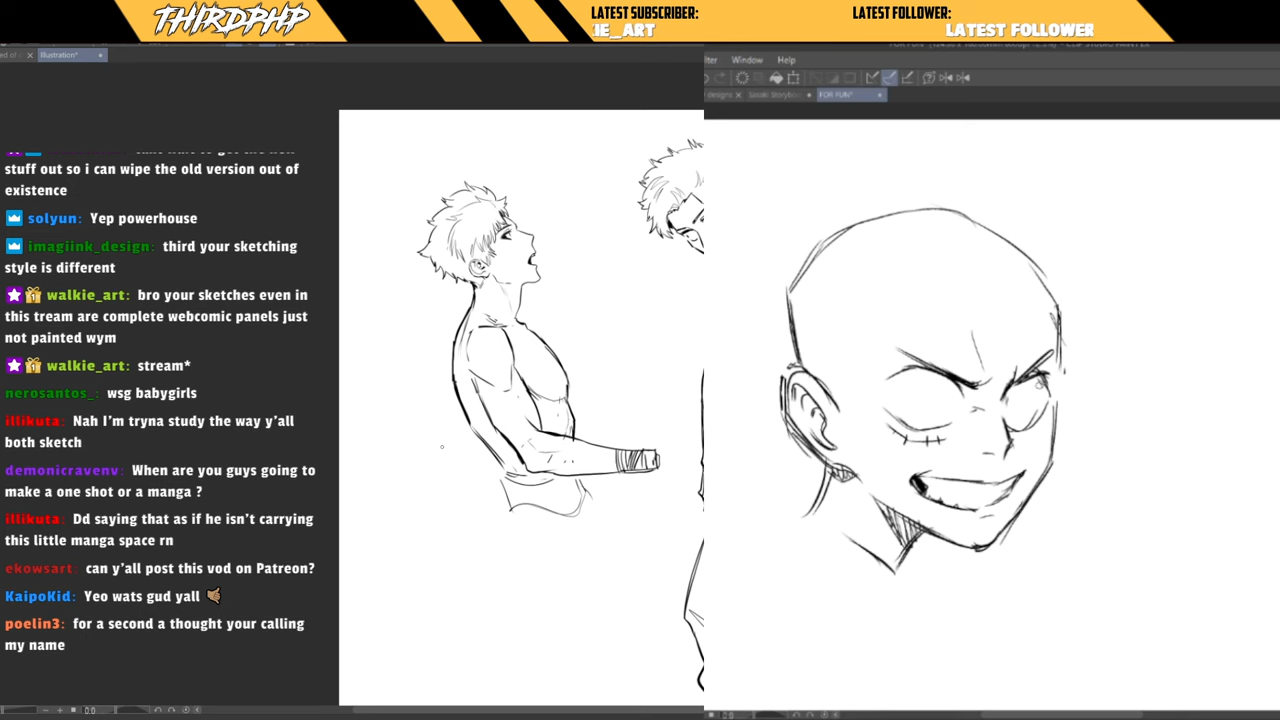 THIRDPHP
LATEST SUBSCRIBER:
IE_ART
LATEST FOLLOWER:
LATEST FOLLOWER
Illustration*
Window Help
FOR FUN*
stuff out so i can wipe the old version out of
existence
solyun: Yep powerhouse
imagiink_design: third your sketching
style is different
walkie_art: bro your sketches even in
this tream are complete webcomic panels just
not painted wym
walkie_art: stream*
nerosantos_: wsg babygirls
illikuta: Nah I'm tryna study the way y'all
both sketch
demonicravenv: When are you guys going to
make a one shot or a manga ?
illikuta: Dd saying that as if he isn't carrying
this little manga space rn
ekowsart: can y'all post this vod on Patreon?
KaipoKid: Yeo wats gud yall
poelin3: for a second a thought your calling
my name